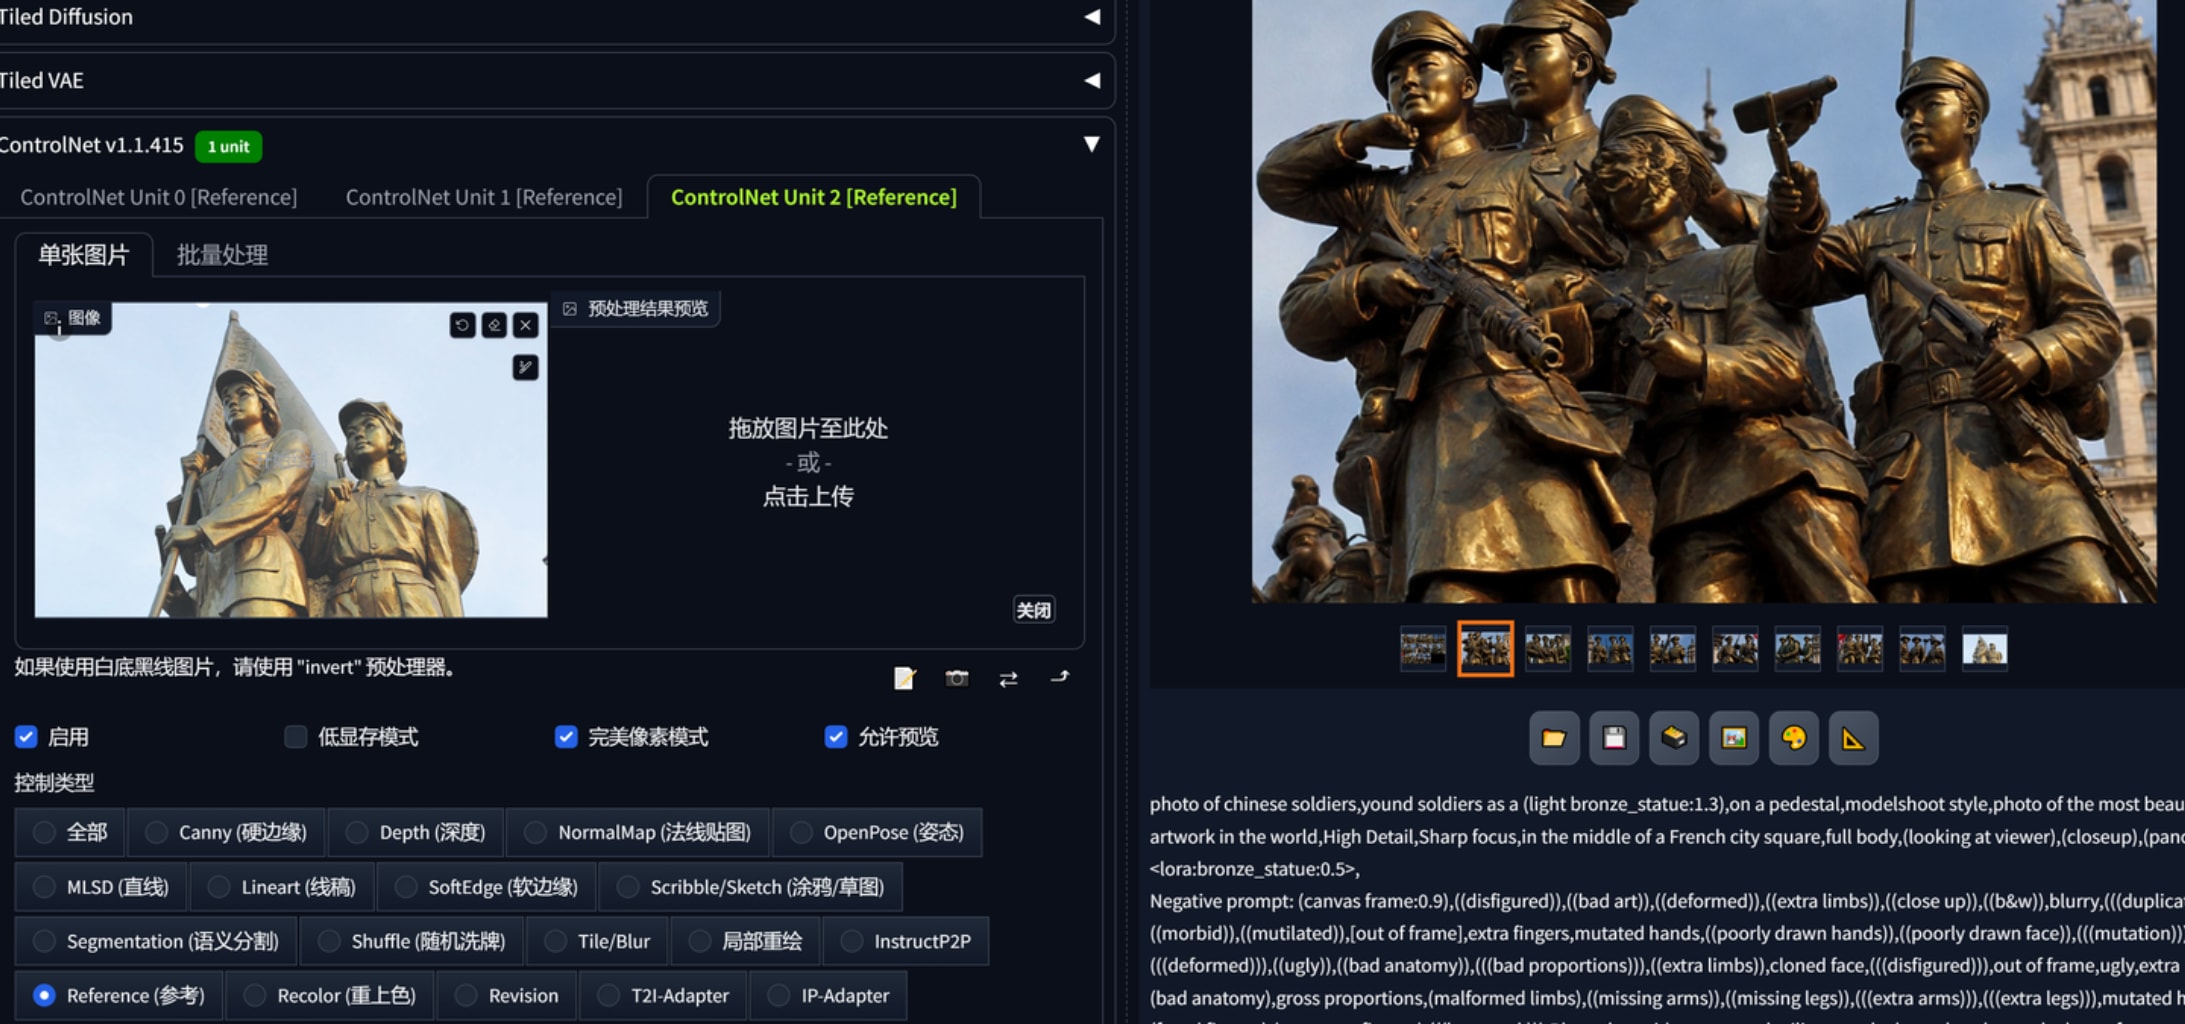 Tiled Diffusion
Tiled VAE
ControlNet v1.1.415 1 unit
ControlNet Unit 0 [Reference] ControlNet Unit 1 [Reference] ControlNet Unit 2 [Reference]
单张图片 批量处理
图像
预处理结果预览
拖放图片至此处
- 或 -
点击上传
关闭
如果使用白底黑线图片，请使用 "invert" 预处理器。
启用 低显存模式 完美像素模式 允许预览
控制类型
全部 Canny (硬边缘) Depth (深度) NormalMap (法线贴图) OpenPose (姿态)
MLSD (直线) Lineart (线稿) SoftEdge (软边缘) Scribble/Sketch (涂鸦/草图)
Segmentation (语义分割) Shuffle (随机洗牌) Tile/Blur 局部重绘 InstructP2P
Reference (参考) Recolor (重上色) Revision T2I-Adapter IP-Adapter
photo of chinese soldiers,yound soldiers as a (light bronze_statue:1.3),on a pedestal,modelshoot style,photo of the most beau
artwork in the world,High Detail,Sharp focus,in the middle of a French city square,full body,(looking at viewer),(closeup),(pan
<lora:bronze_statue:0.5>,
Negative prompt: (canvas frame:0.9),((disfigured)),((bad art)),((deformed)),((extra limbs)),((close up)),((b&w)),blurry,(((duplica
((morbid)),((mutilated)),[out of frame],extra fingers,mutated hands,((poorly drawn hands)),((poorly drawn face)),(((mutation))
(((deformed))),((ugly)),((bad anatomy)),(((bad proportions))),((extra limbs)),cloned face,(((disfigured))),out of frame,ugly,extra
(bad anatomy),gross proportions,(malformed limbs),((missing arms)),((missing legs)),(((extra arms))),(((extra legs))),mutated h